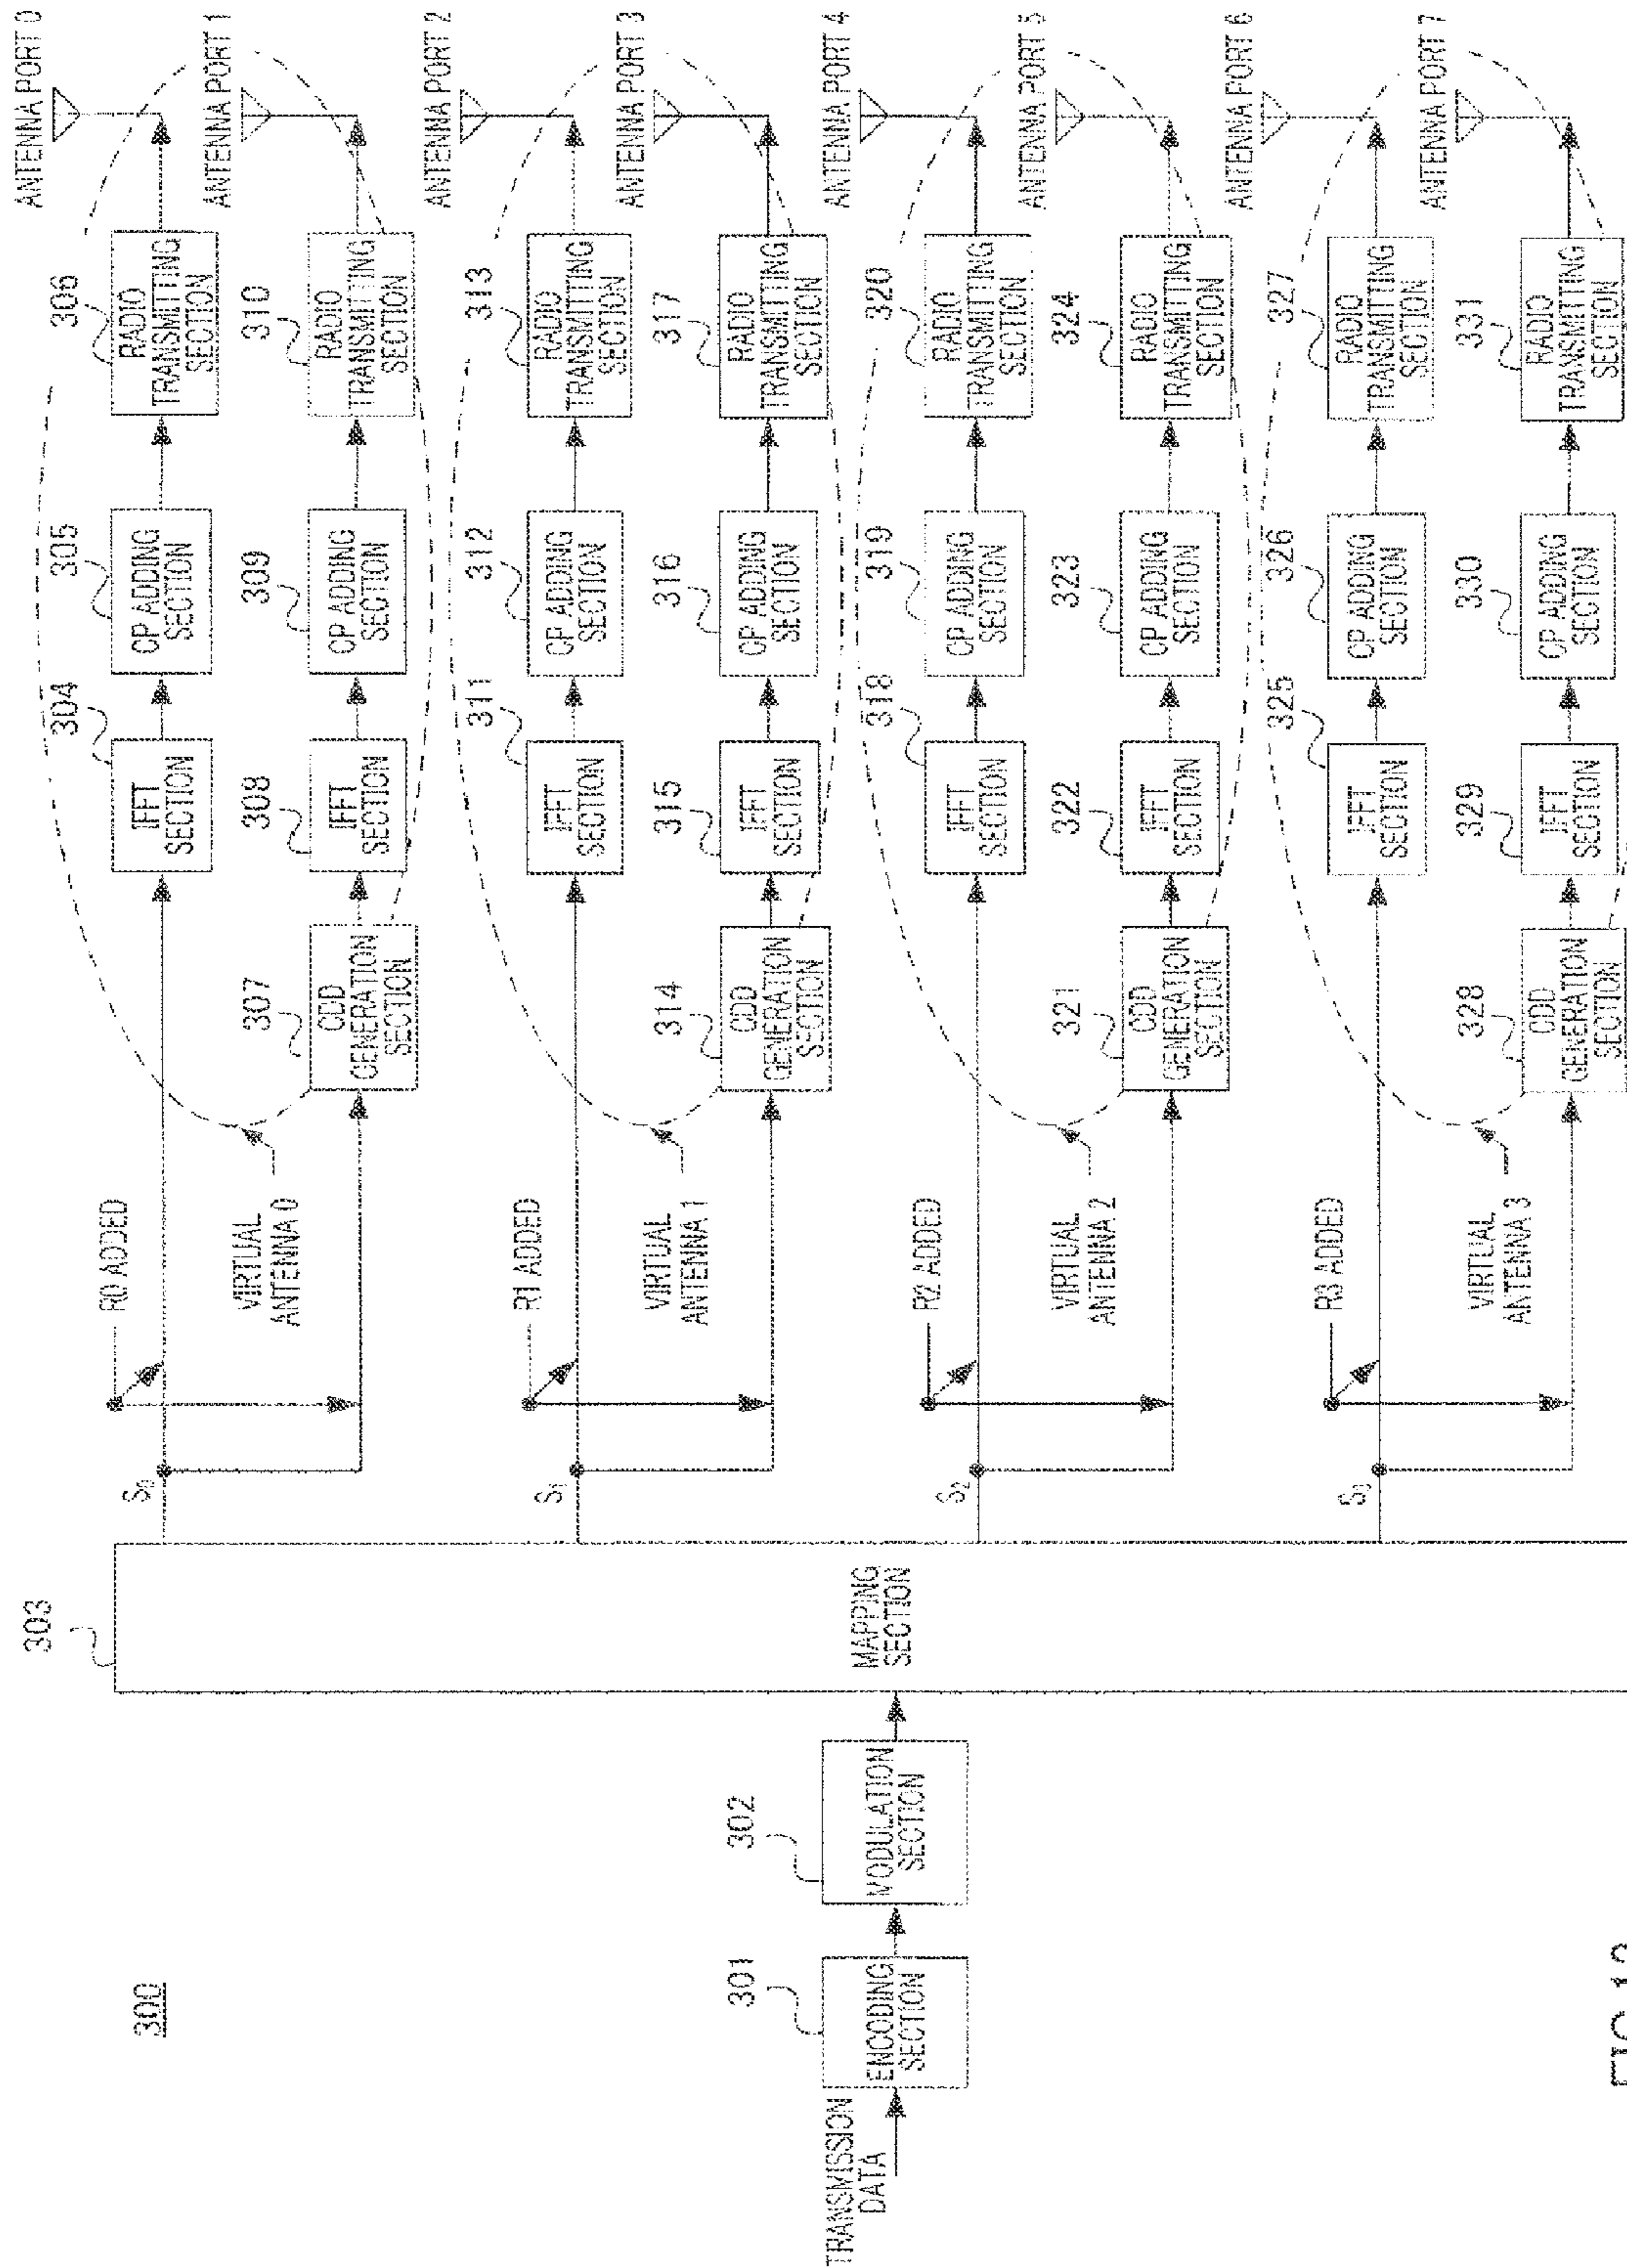 300
TRANSMISSION
DATA
301
ENCODING
SECTION
302
MODULATION
SECTION
303
MAPPING
SECTION
S0
R0 ADDED
VIRTUAL
ANTENNA 0
304
IFFT
SECTION
305
CP ADDING
SECTION
306
RADIO
TRANSMITTING
SECTION
ANTENNA PORT 0
307
CDD
GENERATION
SECTION
308
IFFT
SECTION
309
CP ADDING
SECTION
310
RADIO
TRANSMITTING
SECTION
ANTENNA PORT 1
S1
R1 ADDED
VIRTUAL
ANTENNA 1
311
IFFT
SECTION
312
CP ADDING
SECTION
313
RADIO
TRANSMITTING
SECTION
ANTENNA PORT 2
314
CDD
GENERATION
SECTION
315
IFFT
SECTION
316
CP ADDING
SECTION
317
RADIO
TRANSMITTING
SECTION
ANTENNA PORT 3
S2
R2 ADDED
VIRTUAL
ANTENNA 2
318
IFFT
SECTION
319
CP ADDING
SECTION
320
RADIO
TRANSMITTING
SECTION
ANTENNA PORT 4
321
CDD
GENERATION
SECTION
322
IFFT
SECTION
323
CP ADDING
SECTION
324
RADIO
TRANSMITTING
SECTION
ANTENNA PORT 5
S3
R3 ADDED
VIRTUAL
ANTENNA 3
325
IFFT
SECTION
326
CP ADDING
SECTION
327
RADIO
TRANSMITTING
SECTION
ANTENNA PORT 6
328
CDD
GENERATION
SECTION
329
IFFT
SECTION
330
CP ADDING
SECTION
331
RADIO
TRANSMITTING
SECTION
ANTENNA PORT 7